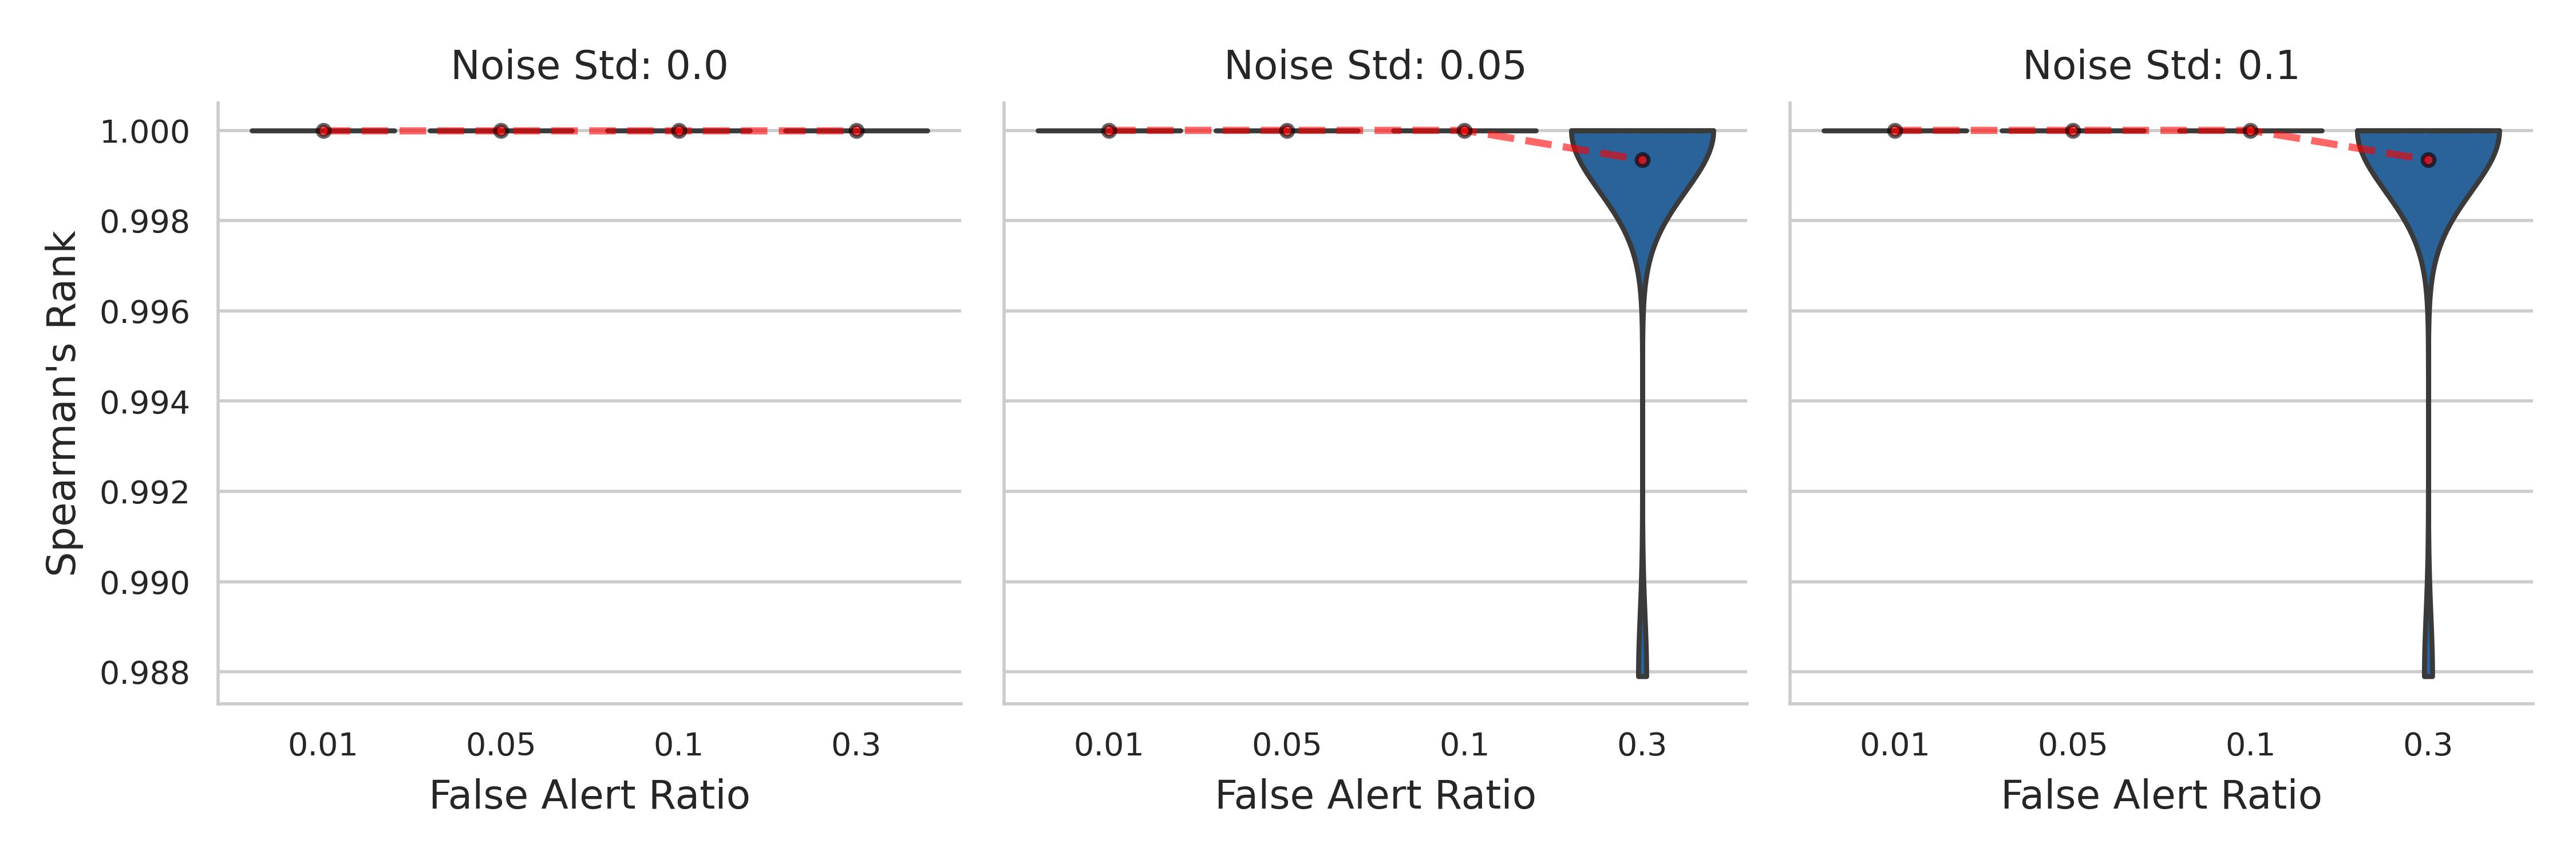 Noise Std: 0.0
Noise Std: 0.05
Noise Std: 0.1
Spearman's Rank
1.000
0.998
0.996
0.994
0.992
0.990
0.988
0.01 0.05 0.1 0.3
0.01 0.05 0.1 0.3
0.01 0.05 0.1 0.3
False Alert Ratio
False Alert Ratio
False Alert Ratio